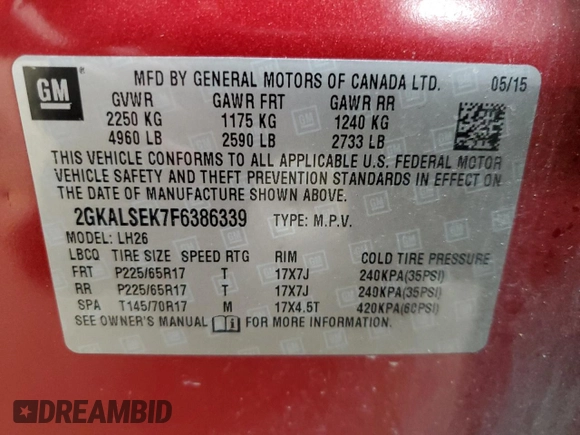 GM
MFD BY GENERAL MOTORS OF CANADA LTD. 05/15
GVWR GAWR FRT GAWR RR
2250 KG 1175 KG 1240 KG
4960 LB 2590 LB 2733 LB
THIS VEHICLE CONFORMS TO ALL APPLICABLE U.S. FEDERAL MOTOR
VEHICLE SAFETY AND THEFT PREVENTION STANDARDS IN EFFECT ON
THE DATE OF MANUFACTURE SHOWN ABOVE.
2GKALSEK7F6386339 TYPE: M.P.V.
MODEL: LH26
LBCQ TIRE SIZE SPEED RTG RIM COLD TIRE PRESSURE
FRT P225/65R17 T 17X7J 240KPA(35PSI)
RR P225/65R17 T 17X7J 240KPA(35PSI)
SPA T145/70R17 M 17X4.5T 420KPA(60PSI)
SEE OWNER'S MANUAL FOR MORE INFORMATION.
DREAMBID